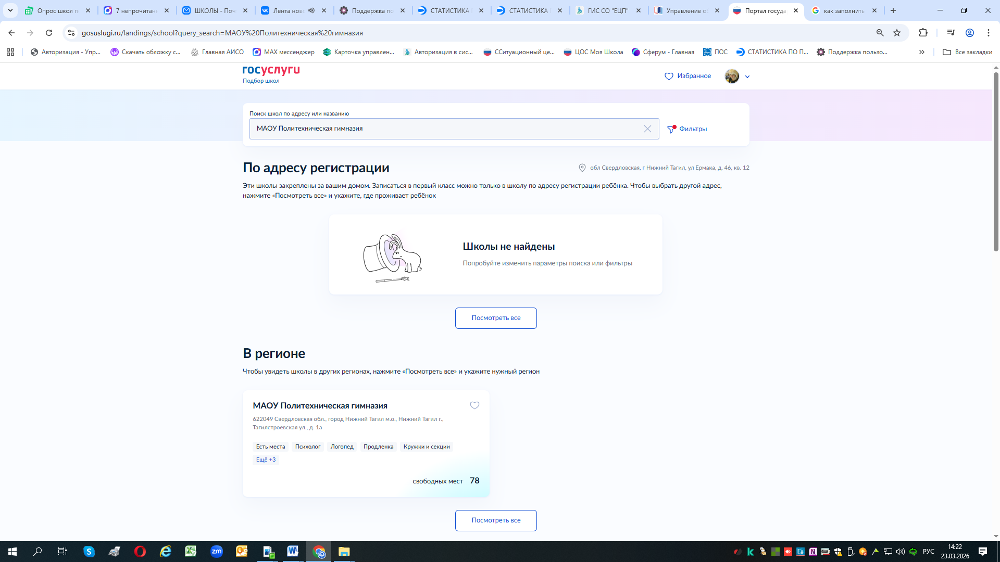 Опрос школ п
7 непрочитанн
ШКОЛЫ - Поч
Лента ново
Поддержка по
СТАТИСТИКА
СТАТИСТИКА
ГИС СО "ЕЦП"
Управление об
Портал госуда
как заполнить
gosuslugi.ru/landings/school?query_search=МАОУ%20Политехническая%20гимназия
Авторизация - Упр...
Скачать обложку с...
Главная АИСО
MAX мессенджер
Карточка управлен...
Авторизация в сис...
ССитуационный це...
ЦОС Моя Школа
Сферум - Главная
ПОС
СТАТИСТИКА ПО П...
Поддержка пользо...
Все закладки
госуслуги
Подбор школ
Избранное
Поиск школ по адресу или названию
МАОУ Политехническая гимназия
Фильтры
По адресу регистрации
обл Свердловская, г Нижний Тагил, ул Ермака, д. 46, кв. 12
Эти школы закреплены за вашим домом. Записаться в первый класс можно только в школу по адресу регистрации ребёнка. Чтобы выбрать другой адрес,
нажмите «Посмотреть все» и укажите, где проживает ребёнок
Школы не найдены
Попробуйте изменить параметры поиска или фильтры
Посмотреть все
В регионе
Чтобы увидеть школы в других регионах, нажмите «Посмотреть все» и укажите нужный регион
МАОУ Политехническая гимназия
622049 Свердловская обл., город Нижний Тагил м.о., Нижний Тагил г.,
Тагилстроевская ул., д. 1а
Есть места
Психолог
Логопед
Продленка
Кружки и секции
Ещё +3
свободных мест 78
Посмотреть все
РУС
14:22
23.03.2026